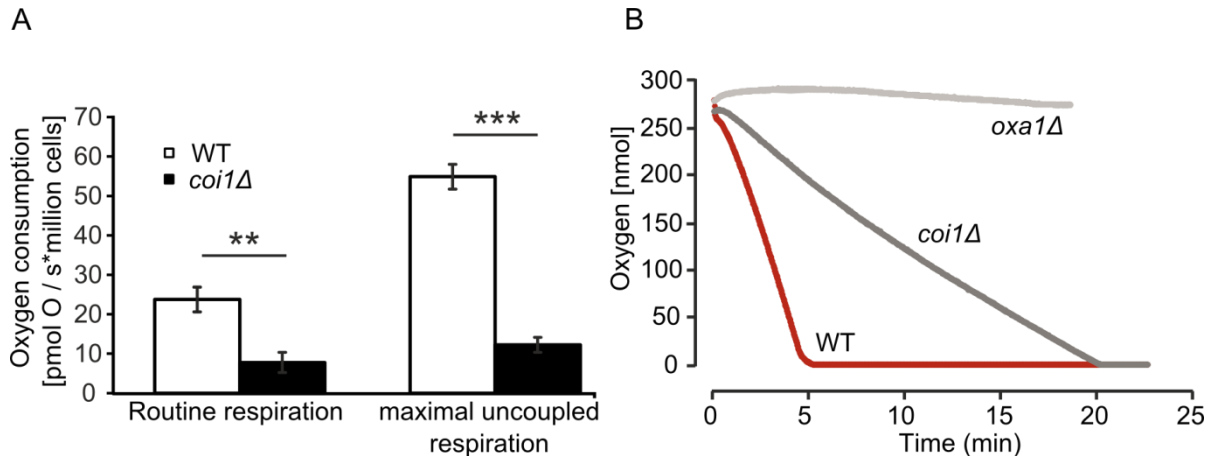 A
Oxygen consumption
[pmol O / s*million cells]
70
60
50
40
30
20
10
0
WT
coi1Δ
**
***
Routine respiration
maximal uncoupled
respiration
B
Oxygen [nmol]
300
250
200
150
100
50
0
oxa1Δ
coi1Δ
WT
0 5 10 15 20 25
Time (min)